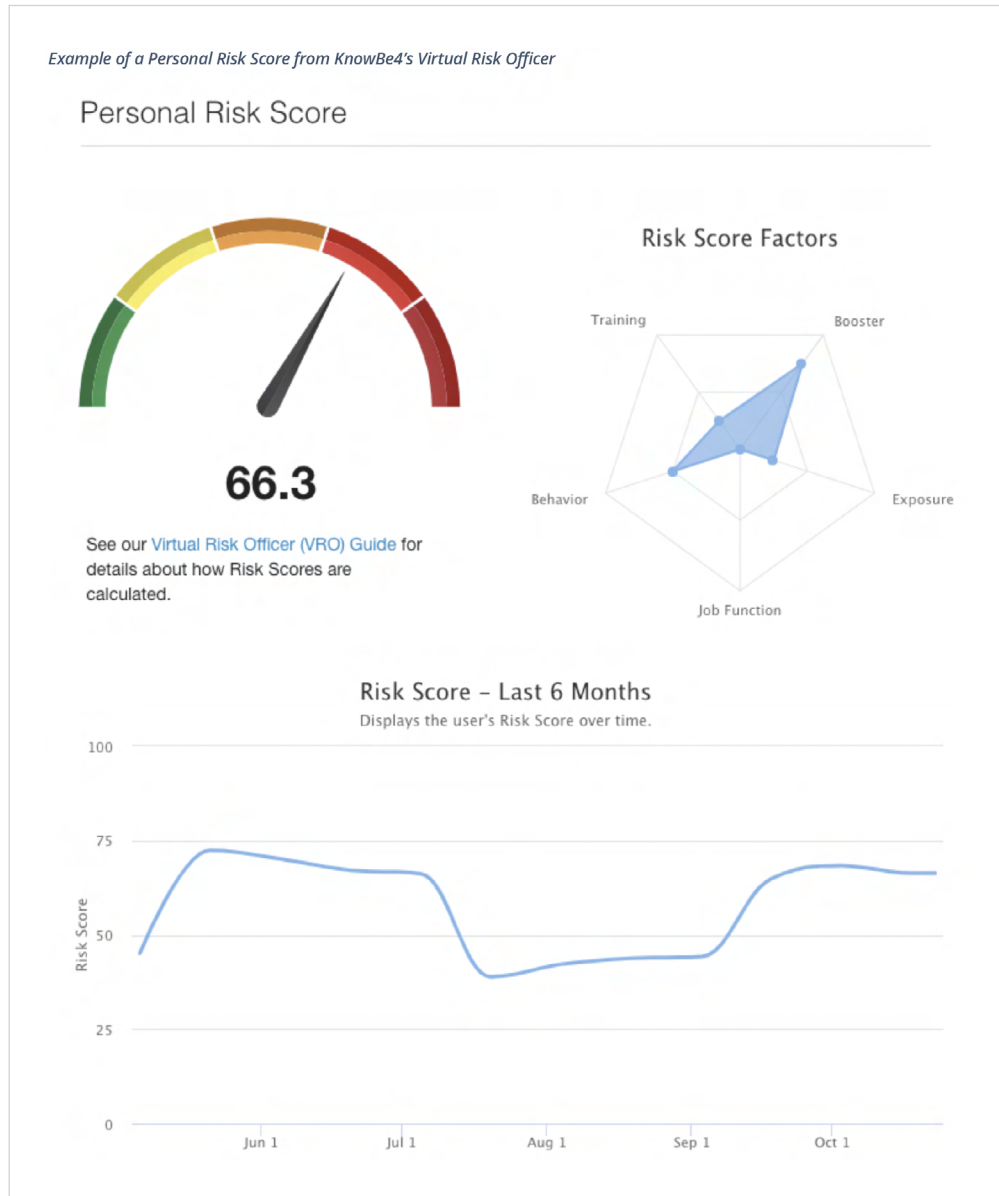 Example of a Personal Risk Score from KnowBe4's Virtual Risk Officer
Personal Risk Score
66.3
See our Virtual Risk Officer (VRO) Guide for
details about how Risk Scores are
calculated.
Risk Score Factors
Training
Booster
Behavior
Exposure
Job Function
Risk Score – Last 6 Months
Displays the user's Risk Score over time.
Risk Score
100
75
50
25
0
Jun 1
Jul 1
Aug 1
Sep 1
Oct 1